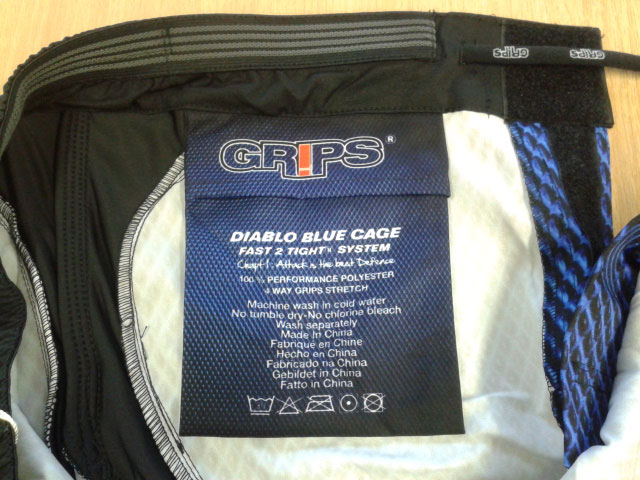 GRIPS GRIPS
GRIPS®
DIABLO BLUE CAGE
FAST 2 TIGHT™ SYSTEM
Chapt 1: Attack is the best Defence
100 % PERFORMANCE POLYESTER
4 WAY GRIPS STRETCH
Machine wash in cold water
No tumble dry-No chlorine bleach
Wash separately
Made in China
Fabriqué en Chine
Hecho en China
Fabricado na China
Gebildet in China
Fatto in China